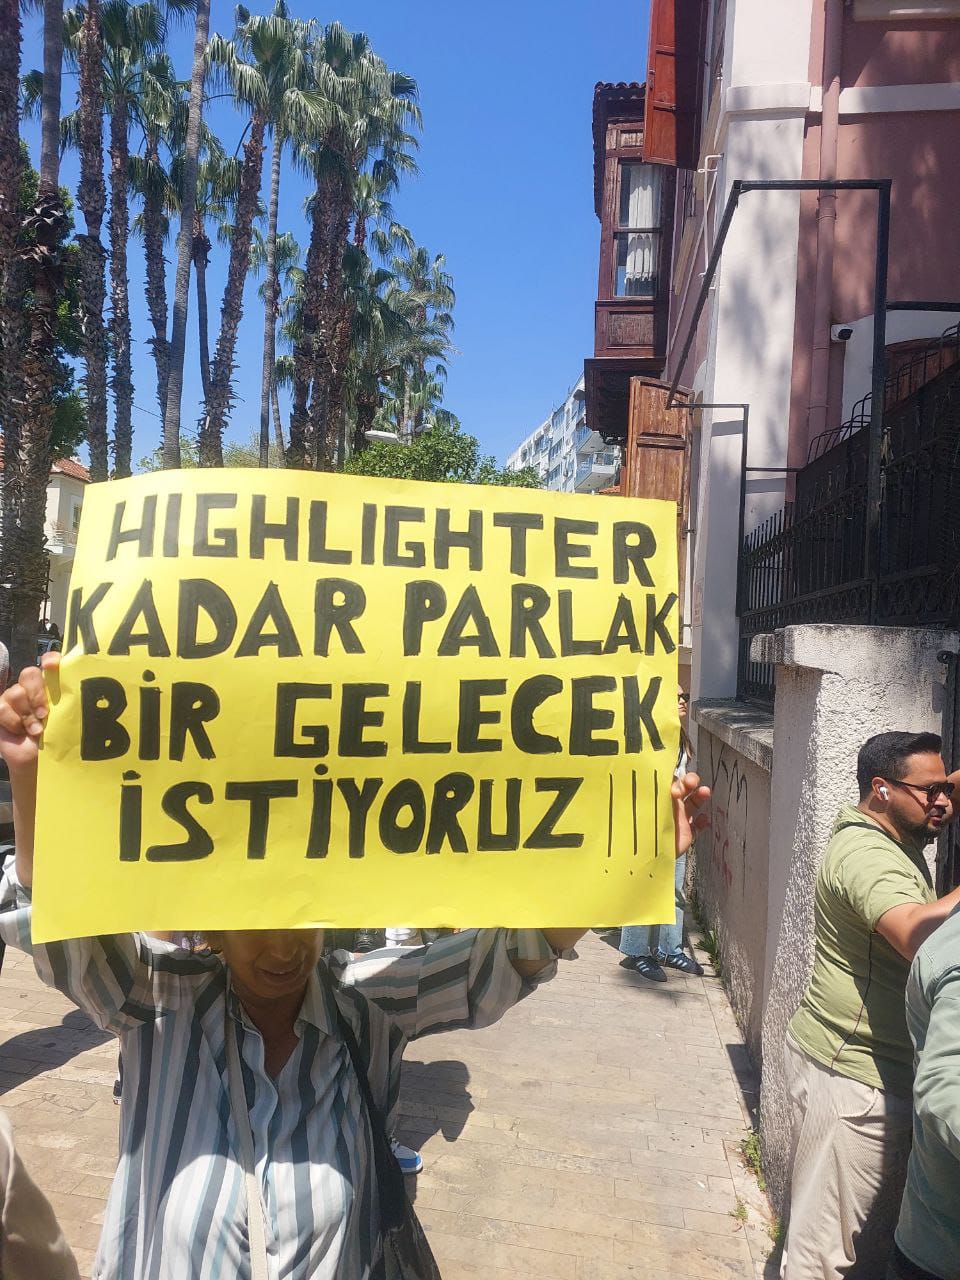 HIGHLIGHTER
KADAR PARLAK
BİR GELECEK
İSTİYORUZ !!!